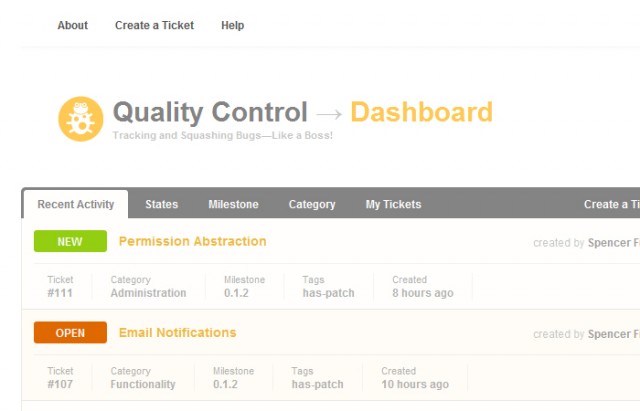 About Create a Ticket Help
Quality Control → Dashboard
Tracking and Squashing Bugs—Like a Boss!
Recent Activity States Milestone Category My Tickets Create a
NEW Permission Abstraction created by Spencer
Ticket Category Milestone Tags Created
#111 Administration 0.1.2 has-patch 8 hours ago
OPEN Email Notifications created by Spencer
Ticket Category Milestone Tags Created
#107 Functionality 0.1.2 has-patch 10 hours ago